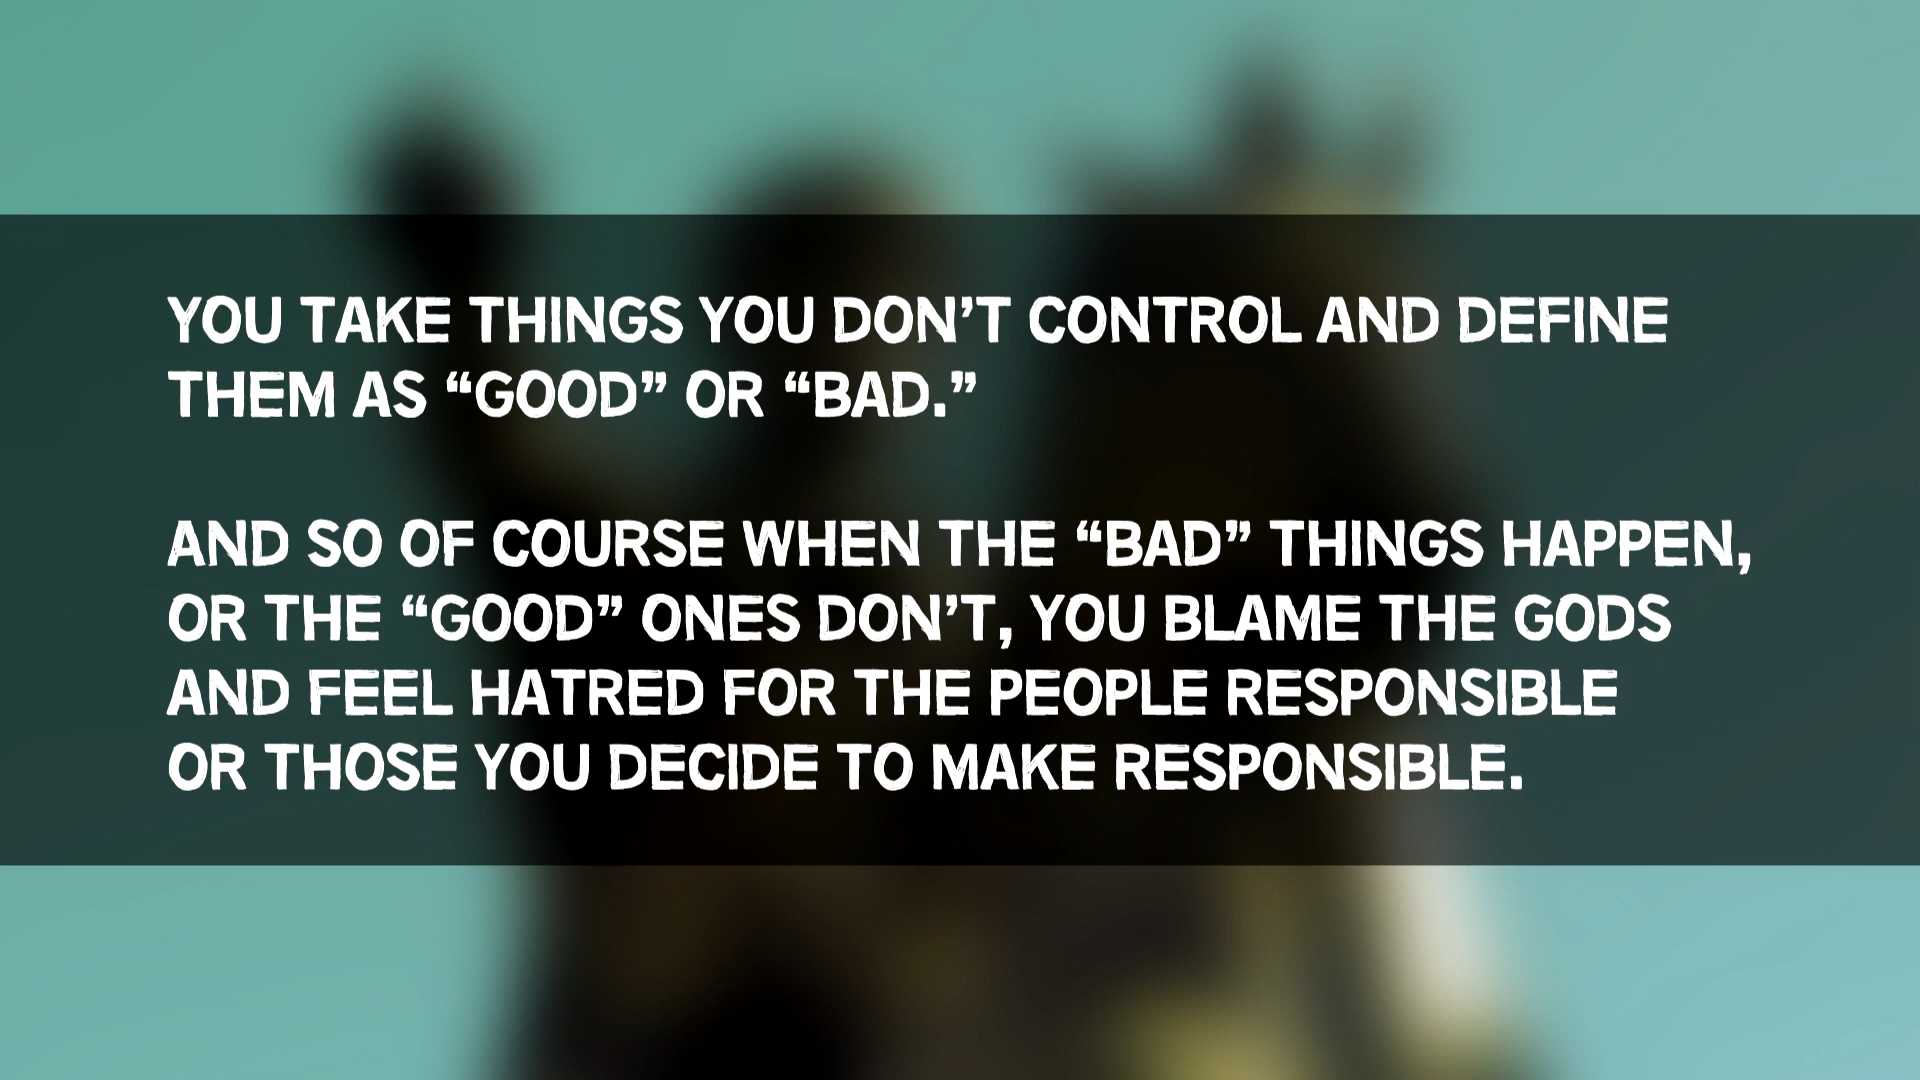 YOU TAKE THINGS YOU DON’T CONTROL AND DEFINE
THEM AS “GOOD” OR “BAD.”
AND SO OF COURSE WHEN THE “BAD” THINGS HAPPEN,
OR THE “GOOD” ONES DON’T, YOU BLAME THE GODS
AND FEEL HATRED FOR THE PEOPLE RESPONSIBLE
OR THOSE YOU DECIDE TO MAKE RESPONSIBLE.